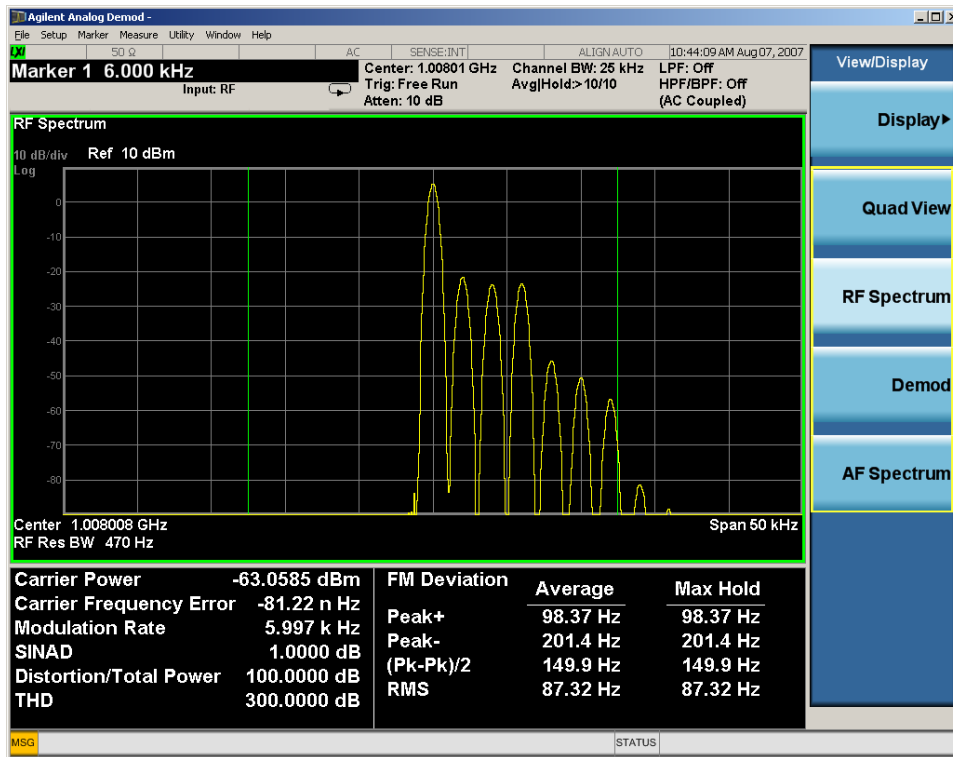 Agilent Analog Demod -
File Setup Marker Measure Utility Window Help
LXI 50 Ω AC SENSE:INT ALIGN AUTO 10:44:09 AM Aug 07, 2007
Marker 1 6.000 kHz
Input: RF
Center: 1.00801 GHz Channel BW: 25 kHz LPF: Off
Trig: Free Run Avg|Hold:>10/10 HPF/BPF: Off
Atten: 10 dB (AC Coupled)
RF Spectrum
10 dB/div Ref 10 dBm
Log
0
-10
-20
-30
-40
-50
-60
-70
-80
Center 1.008008 GHz Span 50 kHz
RF Res BW 470 Hz
Carrier Power -63.0585 dBm
Carrier Frequency Error -81.22 n Hz
Modulation Rate 5.997 k Hz
SINAD 1.0000 dB
Distortion/Total Power 100.0000 dB
THD 300.0000 dB
FM Deviation Average Max Hold
Peak+ 98.37 Hz 98.37 Hz
Peak- 201.4 Hz 201.4 Hz
(Pk-Pk)/2 149.9 Hz 149.9 Hz
RMS 87.32 Hz 87.32 Hz
View/Display
Display
Quad View
RF Spectrum
Demod
AF Spectrum
MSG STATUS